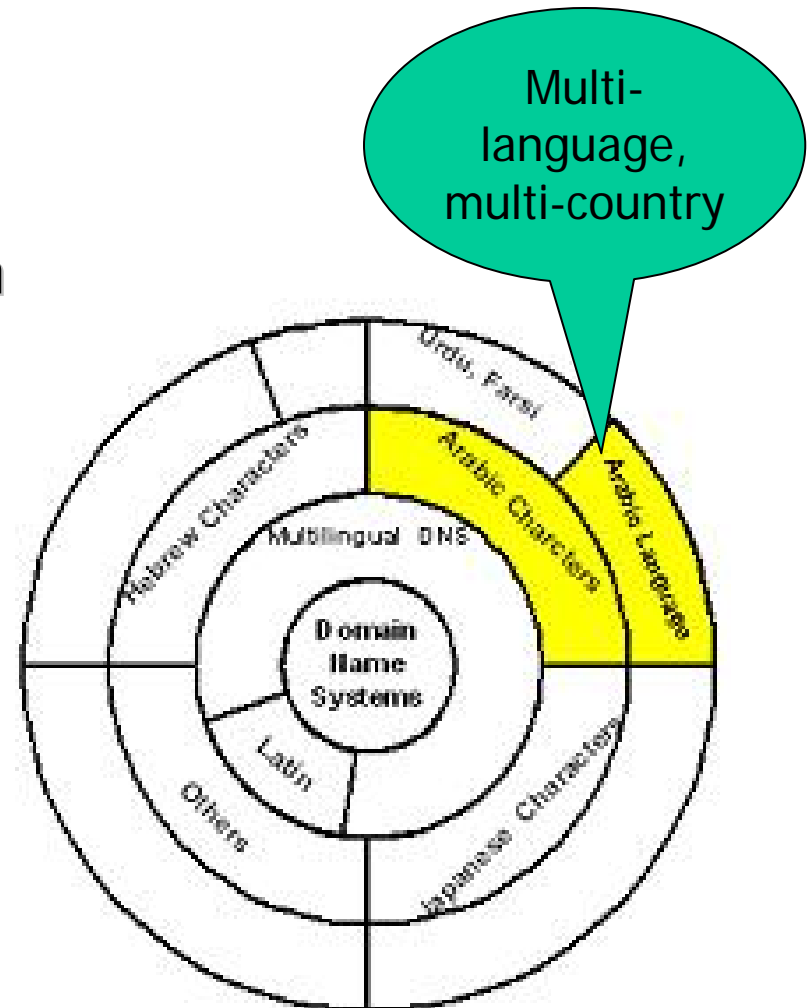 Multi-
language,
multi-country
Urdu, Farsi
Arabic Charcters
Arabic Language
Hebrew Characters
Multilingual DNS
Domain
Name
Systems
Latin
Others
Japanese Characters